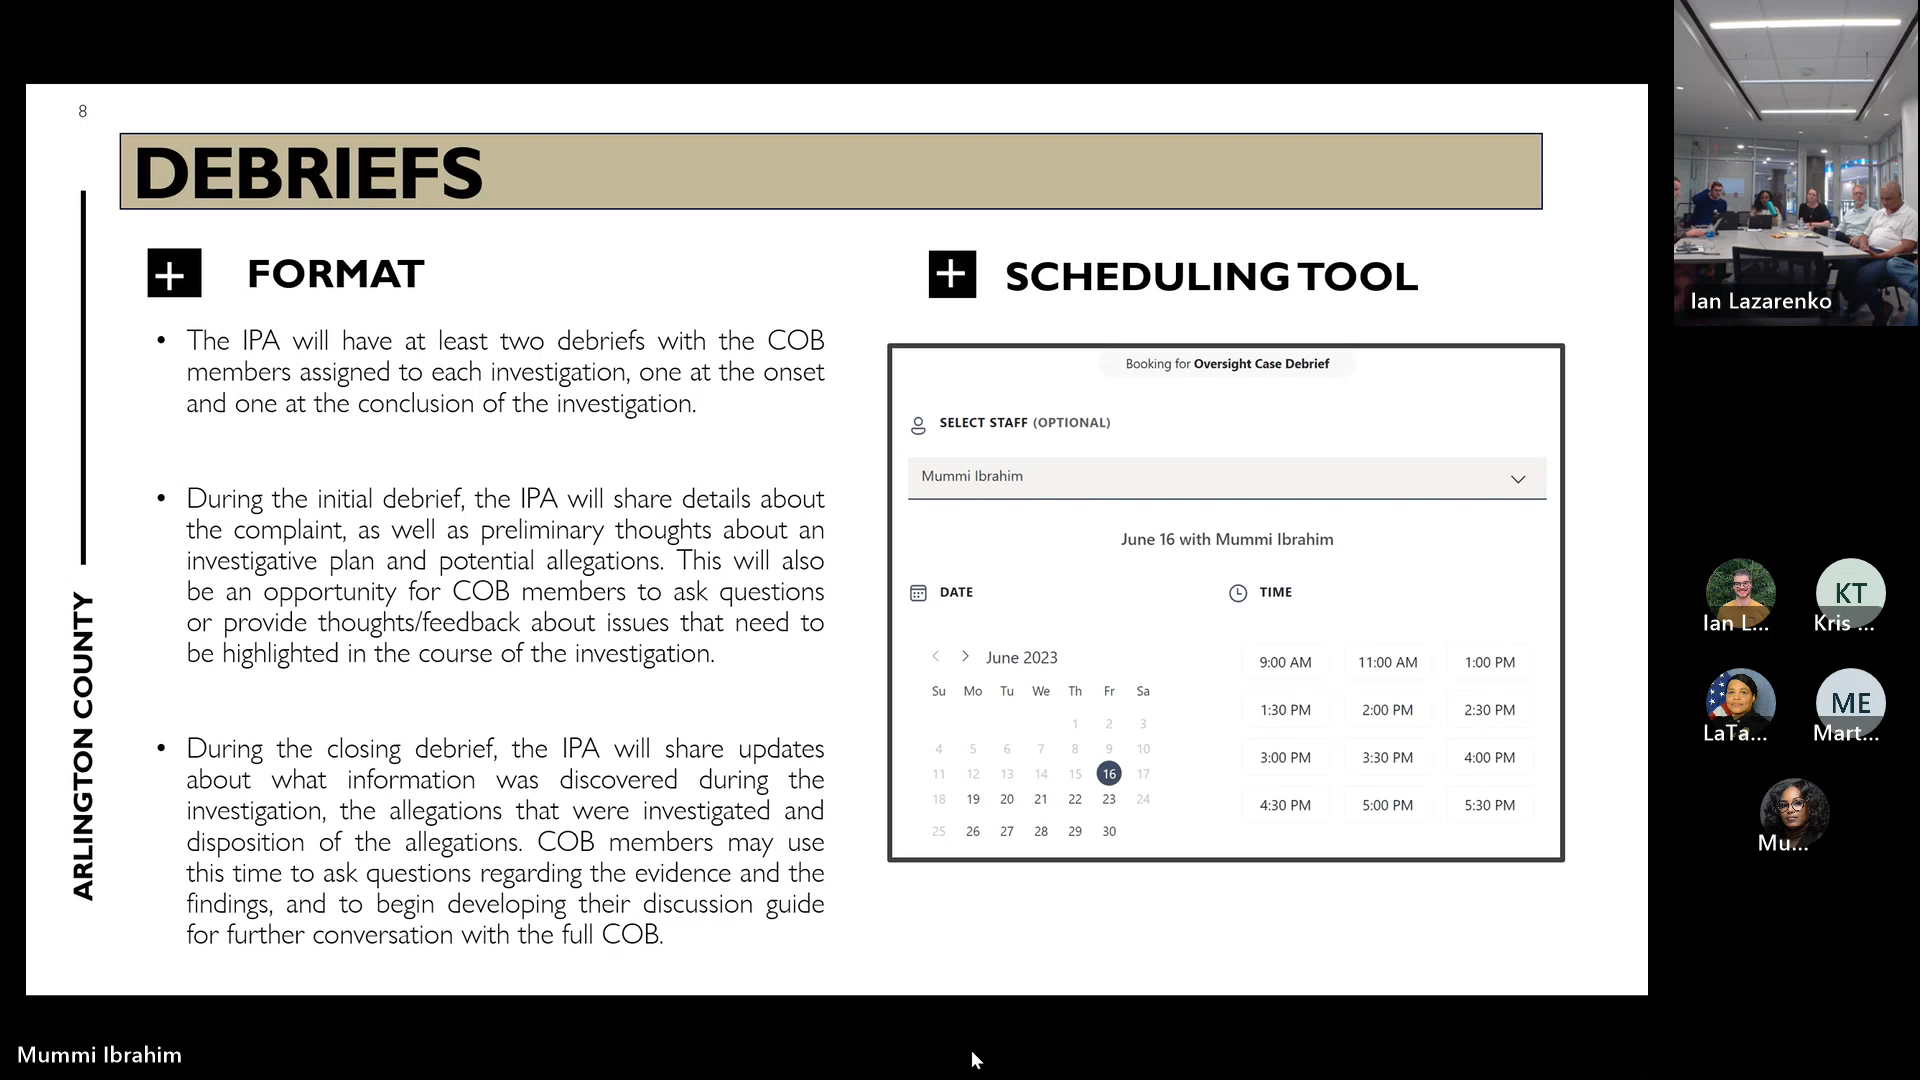 8
DEBRIEFS
ARLINGTON COUNTY
FORMAT
• The IPA will have at least two debriefs with the COB
members assigned to each investigation, one at the onset
and one at the conclusion of the investigation.
• During the initial debrief, the IPA will share details about
the complaint, as well as preliminary thoughts about an
investigative plan and potential allegations. This will also
be an opportunity for COB members to ask questions
or provide thoughts/feedback about issues that need to
be highlighted in the course of the investigation.
• During the closing debrief, the IPA will share updates
about what information was discovered during the
investigation, the allegations that were investigated and
disposition of the allegations. COB members may use
this time to ask questions regarding the evidence and the
findings, and to begin developing their discussion guide
for further conversation with the full COB.
SCHEDULING TOOL
Booking for Oversight Case Debrief
SELECT STAFF (OPTIONAL)
Mummi Ibrahim
June 16 with Mummi Ibrahim
DATE
June 2023
Su Mo Tu We Th Fr Sa
1 2 3
4 5 6 7 8 9 10
11 12 13 14 15 16 17
18 19 20 21 22 23 24
25 26 27 28 29 30
TIME
9:00 AM 11:00 AM 1:00 PM
1:30 PM 2:00 PM 2:30 PM
3:00 PM 3:30 PM 4:00 PM
4:30 PM 5:00 PM 5:30 PM
Ian Lazarenko
Ian L...
KT
Kris ...
LaTa...
ME
Mart...
Mu...
Mummi Ibrahim